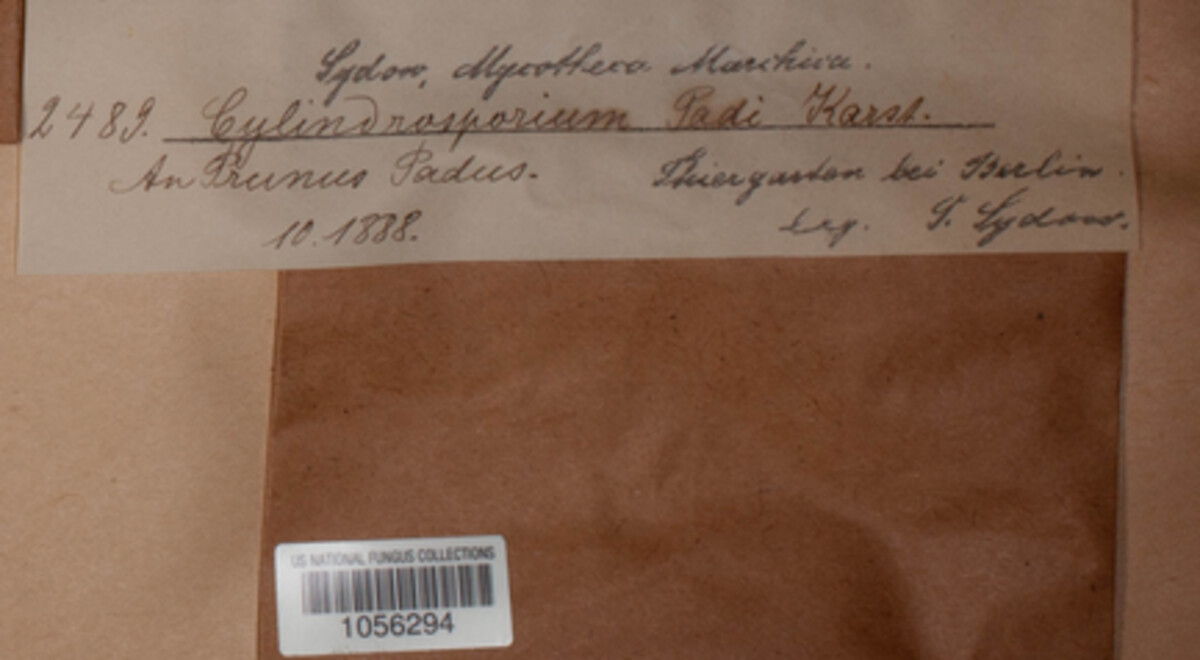 Sydow, Mycotheca Marchica.
2489. Cylindrosporium Padi Karst.
An Prunus Padus. Thiergarten bei Berlin.
10.1888. leg. P. Sydow.
US NATIONAL FUNGUS COLLECTIONS
1056294